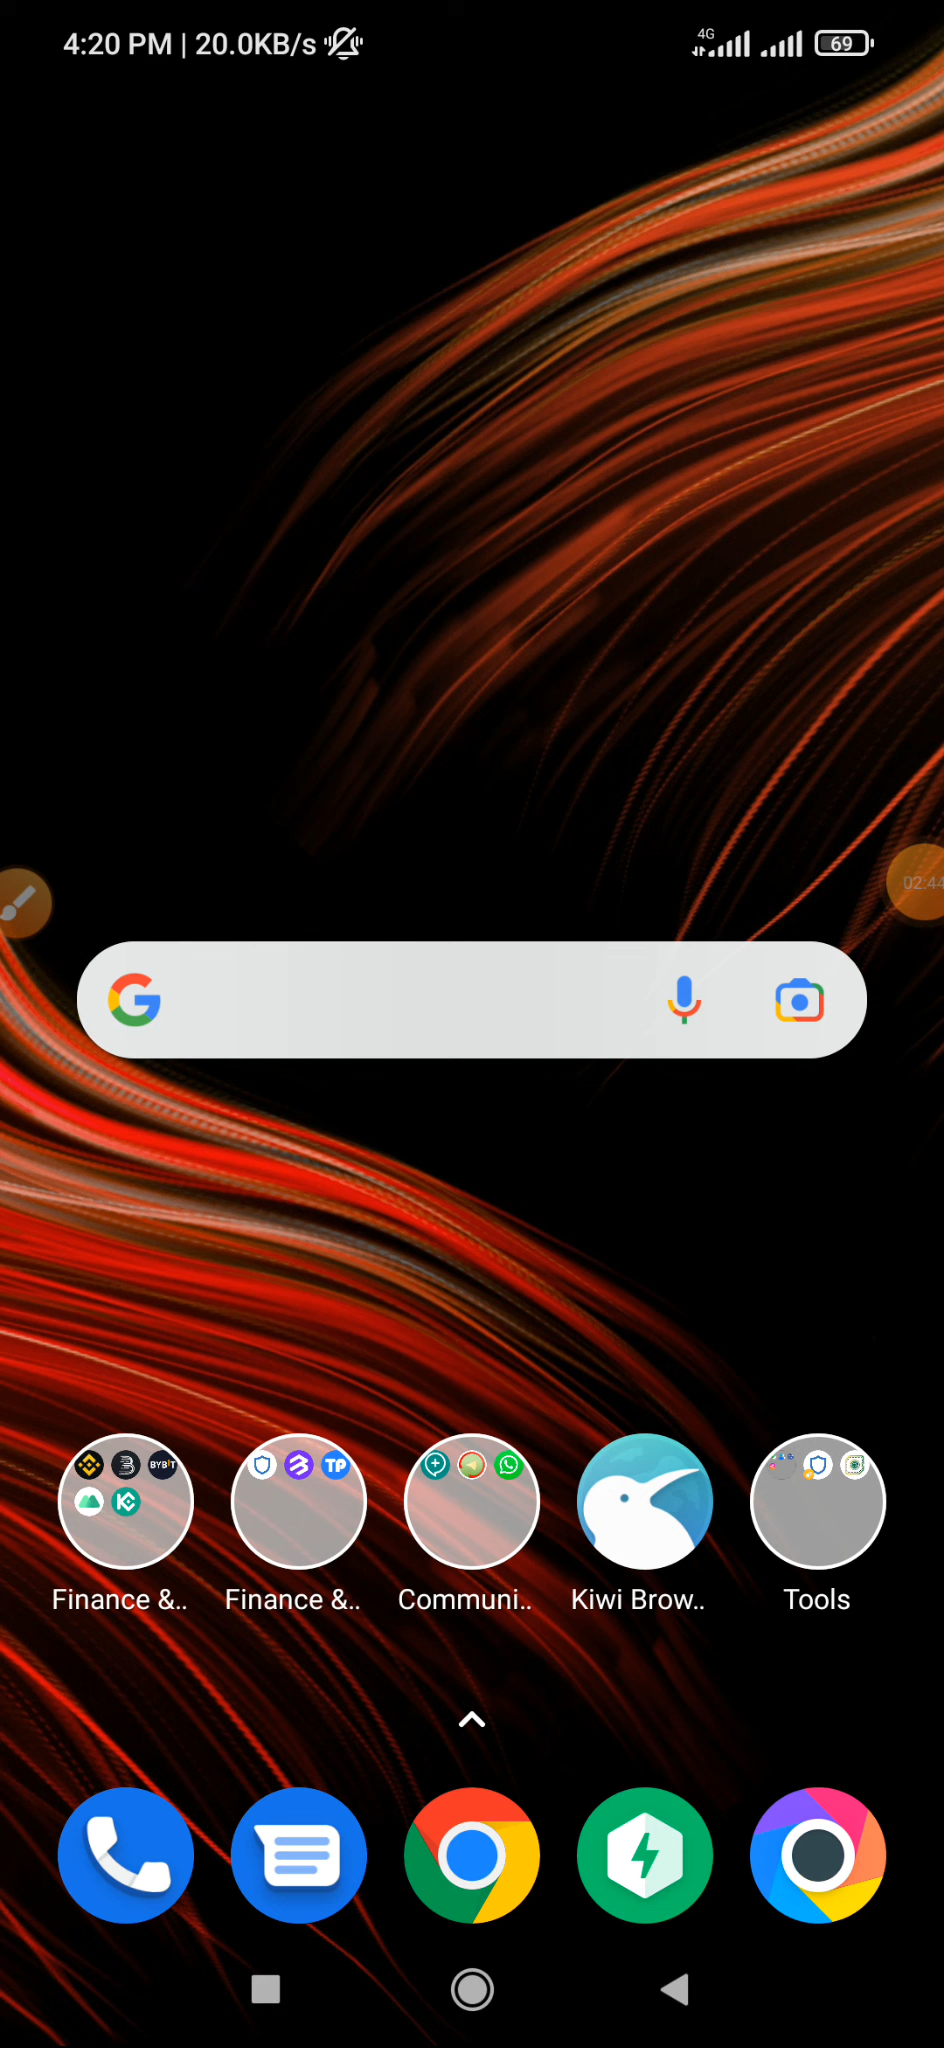 4:20 PM | 20.0KB/s
4G
69
02:44
BYBIT
TP
Finance &..
Finance &..
Communi..
Kiwi Brow..
Tools